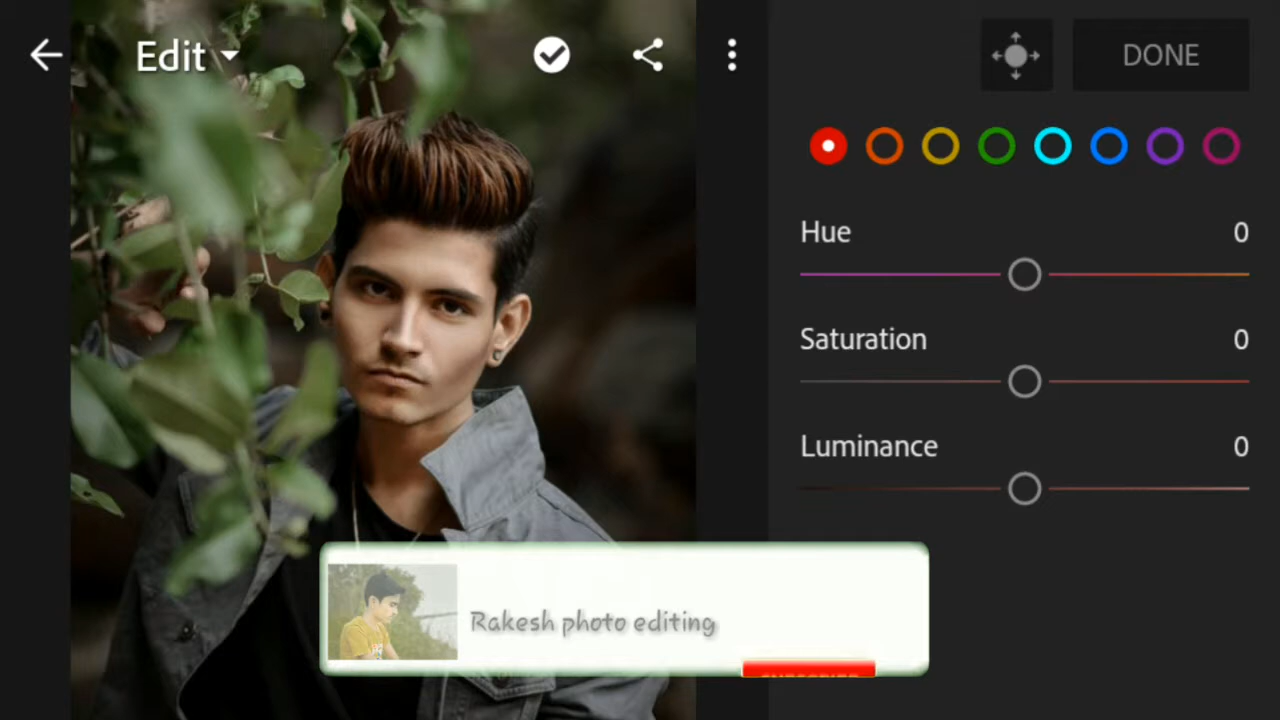 Edit
DONE
Hue 0
Saturation 0
Luminance 0
Rakesh photo editing